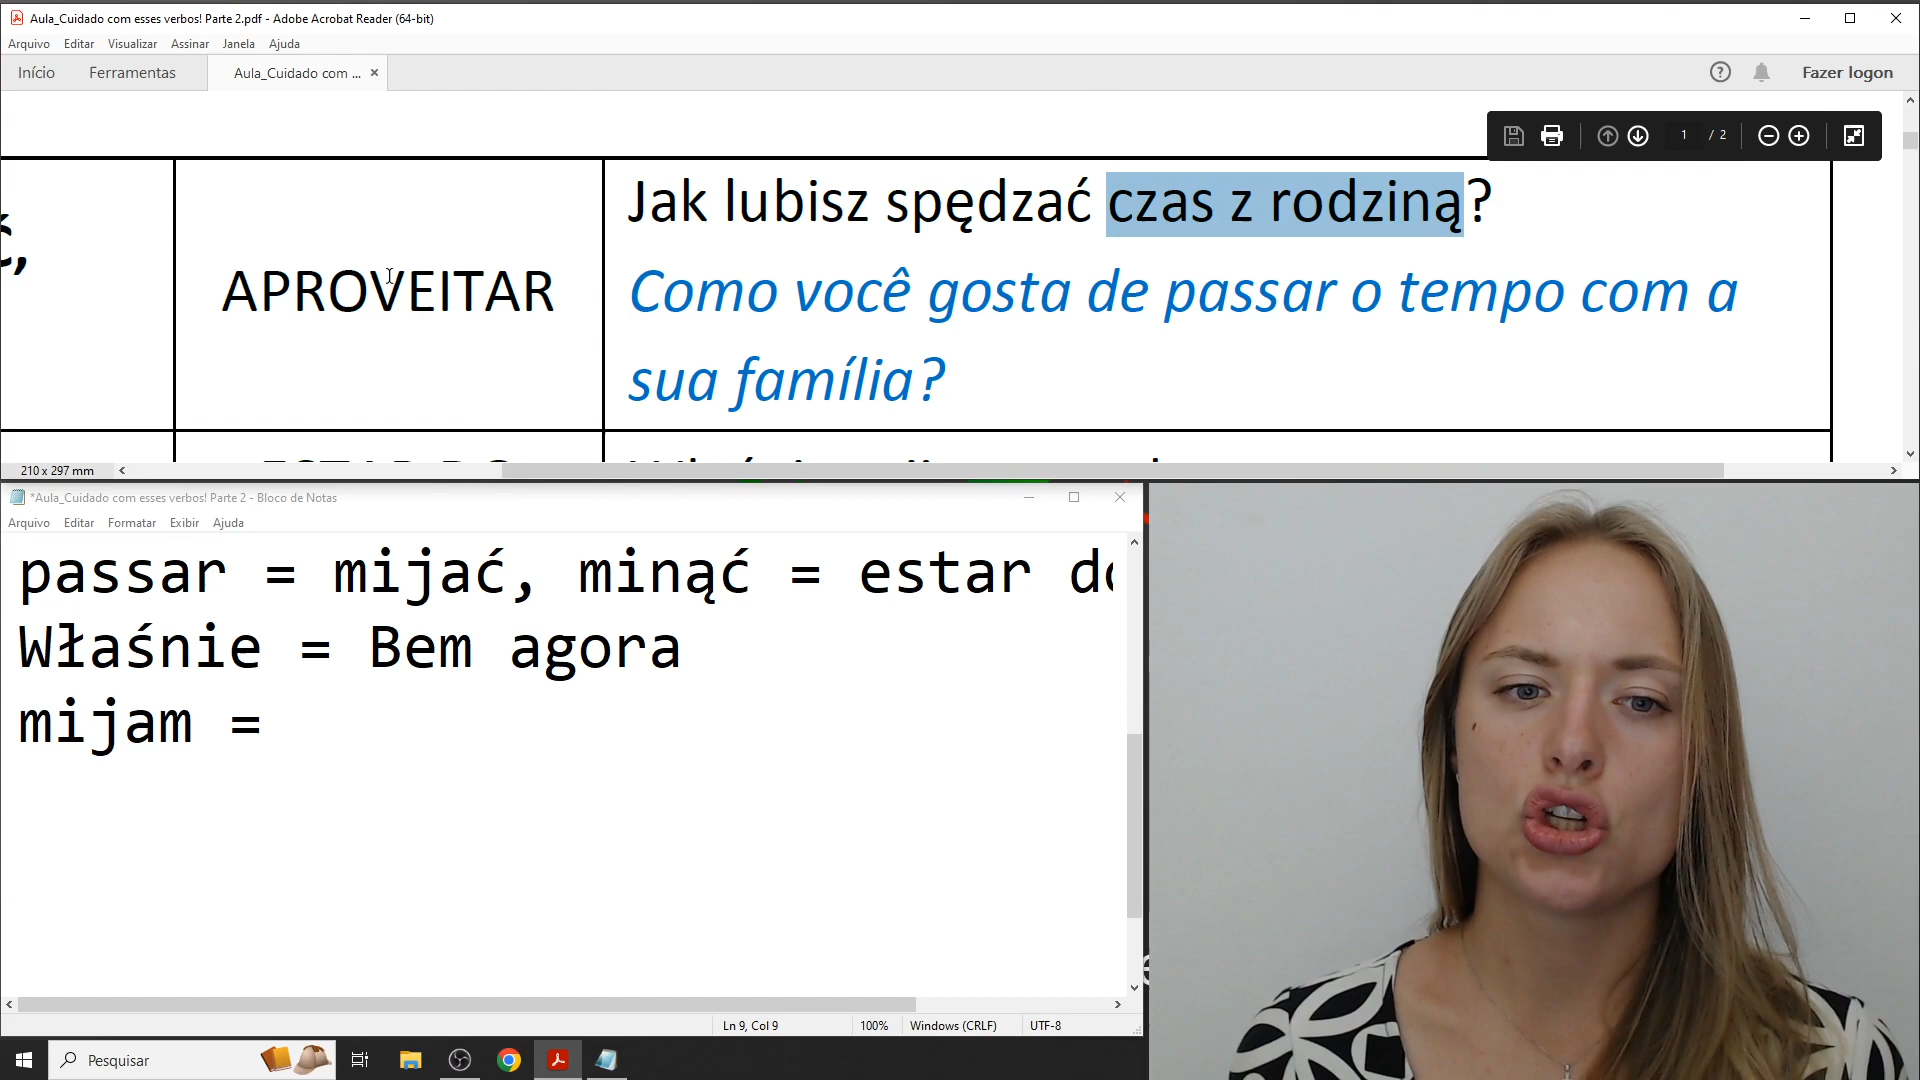 Aula_Cuidado com esses verbos! Parte 2.pdf - Adobe Acrobat Reader (64-bit)
Arquivo Editar Visualizar Assinar Janela Ajuda
Início Ferramentas Aula_Cuidado com ... × Fazer logon
1 / 2
Jak lubisz spędzać czas z rodziną?
APROVEITAR
Como você gosta de passar o tempo com a
sua família?
210 x 297 mm
*Aula_Cuidado com esses verbos! Parte 2 - Bloco de Notas
Arquivo Editar Formatar Exibir Ajuda
passar = mijać, minąć = estar do
Właśnie = Bem agora
mijam =
Ln 9, Col 9 100% Windows (CRLF) UTF-8
Pesquisar